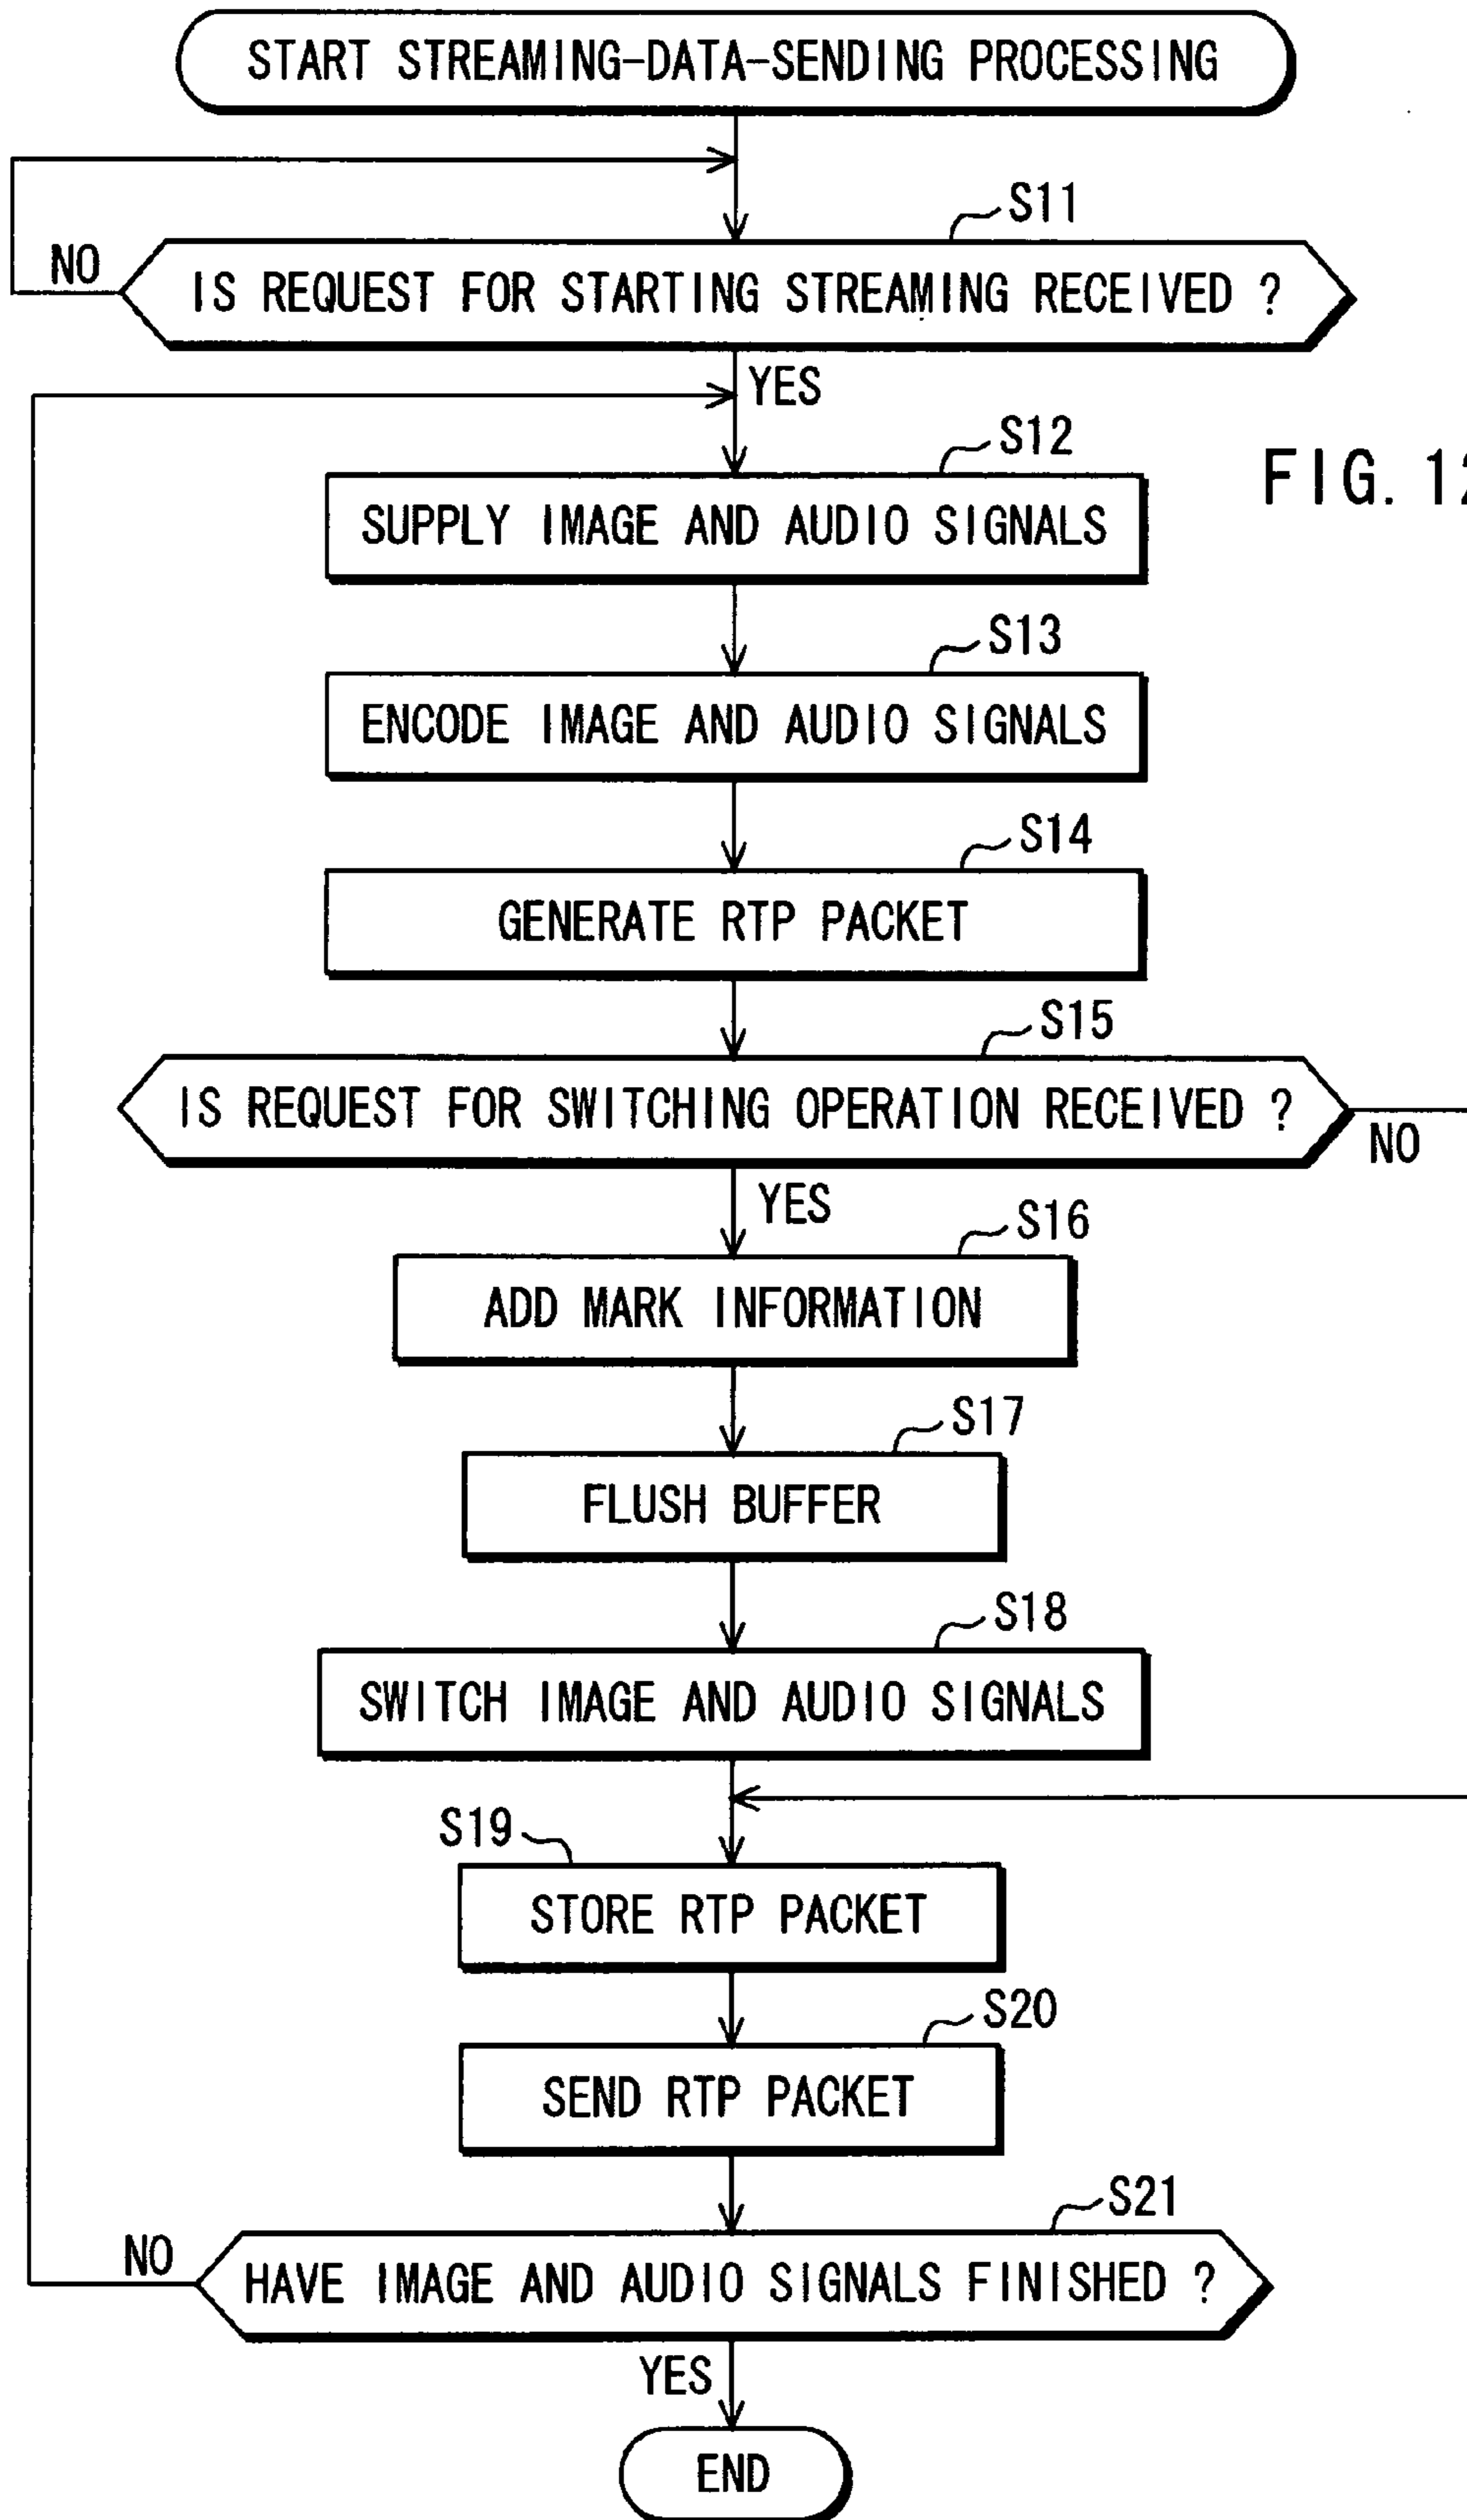 START STREAMING-DATA-SENDING PROCESSING
S11
NO
IS REQUEST FOR STARTING STREAMING RECEIVED ?
YES
S12
FIG. 12
SUPPLY IMAGE AND AUDIO SIGNALS
S13
ENCODE IMAGE AND AUDIO SIGNALS
S14
GENERATE RTP PACKET
S15
IS REQUEST FOR SWITCHING OPERATION RECEIVED ?
NO
YES
S16
ADD MARK INFORMATION
S17
FLUSH BUFFER
S18
SWITCH IMAGE AND AUDIO SIGNALS
S19
STORE RTP PACKET
S20
SEND RTP PACKET
S21
NO
HAVE IMAGE AND AUDIO SIGNALS FINISHED ?
YES
END